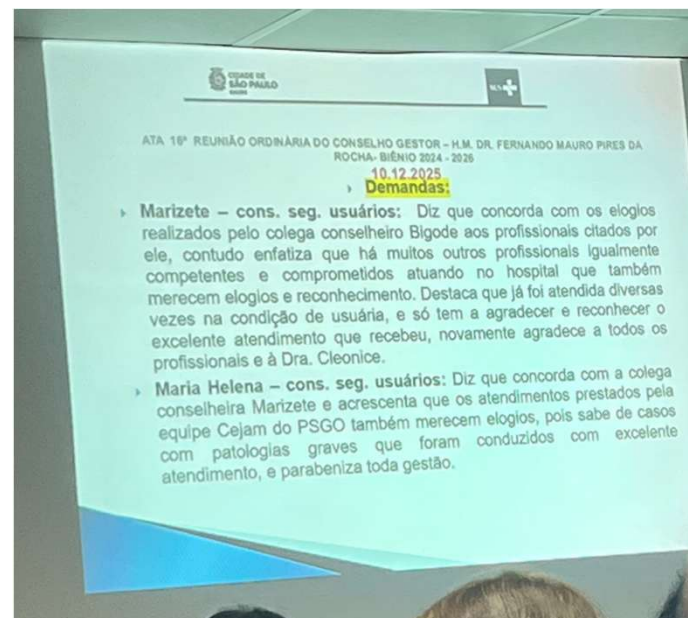 CIDADE DE
SÃO PAULO
SAÚDE
SUS
ATA 16ª REUNIÃO ORDINÁRIA DO CONSELHO GESTOR – H.M. DR. FERNANDO MAURO PIRES DA
ROCHA- BIÊNIO 2024 - 2026
10.12.2025
Demandas:
Marizete – cons. seg. usuários: Diz que concorda com os elogios
realizados pelo colega conselheiro Bigode aos profissionais citados por
ele, contudo enfatiza que há muitos outros profissionais igualmente
competentes e comprometidos atuando no hospital que também
merecem elogios e reconhecimento. Destaca que já foi atendida diversas
vezes na condição de usuária, e só tem a agradecer e reconhecer o
excelente atendimento que recebeu, novamente agradece a todos os
profissionais e à Dra. Cleonice.
Maria Helena – cons. seg. usuários: Diz que concorda com a colega
conselheira Marizete e acrescenta que os atendimentos prestados pela
equipe Cejam do PSGO também merecem elogios, pois sabe de casos
com patologias graves que foram conduzidos com excelente
atendimento, e parabeniza toda gestão.